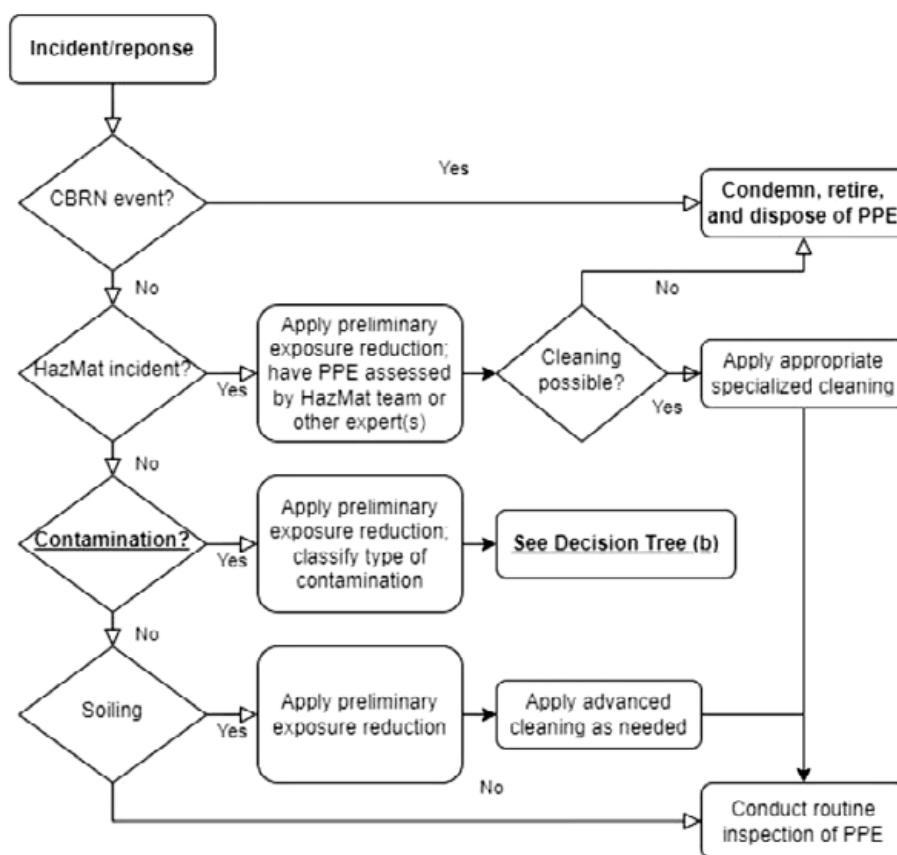 Incident/reponse
Yes
CBRN event?
Condemn, retire,
and dispose of PPE
No
No
Apply preliminary
exposure reduction;
have PPE assessed
by HazMat team or
other expert(s)
HazMat incident?
Yes
Cleaning
possible?
Yes
Apply appropriate
specialized cleaning
No
Contamination?
Yes
Apply preliminary
exposure reduction;
classify type of
contamination
See Decision Tree (b)
No
Soiling
Yes
Apply preliminary
exposure reduction
Apply advanced
cleaning as needed
No
Conduct routine
inspection of PPE